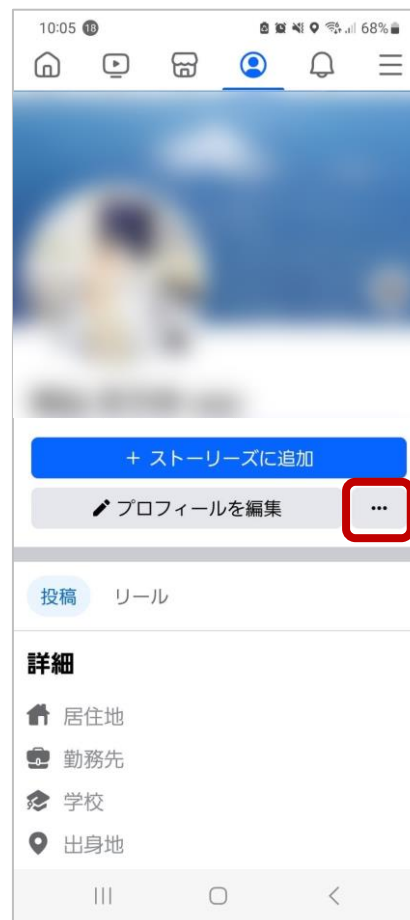 10:05 18 68%
+ ストーリーズに追加
プロフィールを編集 ...
投稿 リール
詳細
居住地
勤務先
学校
出身地